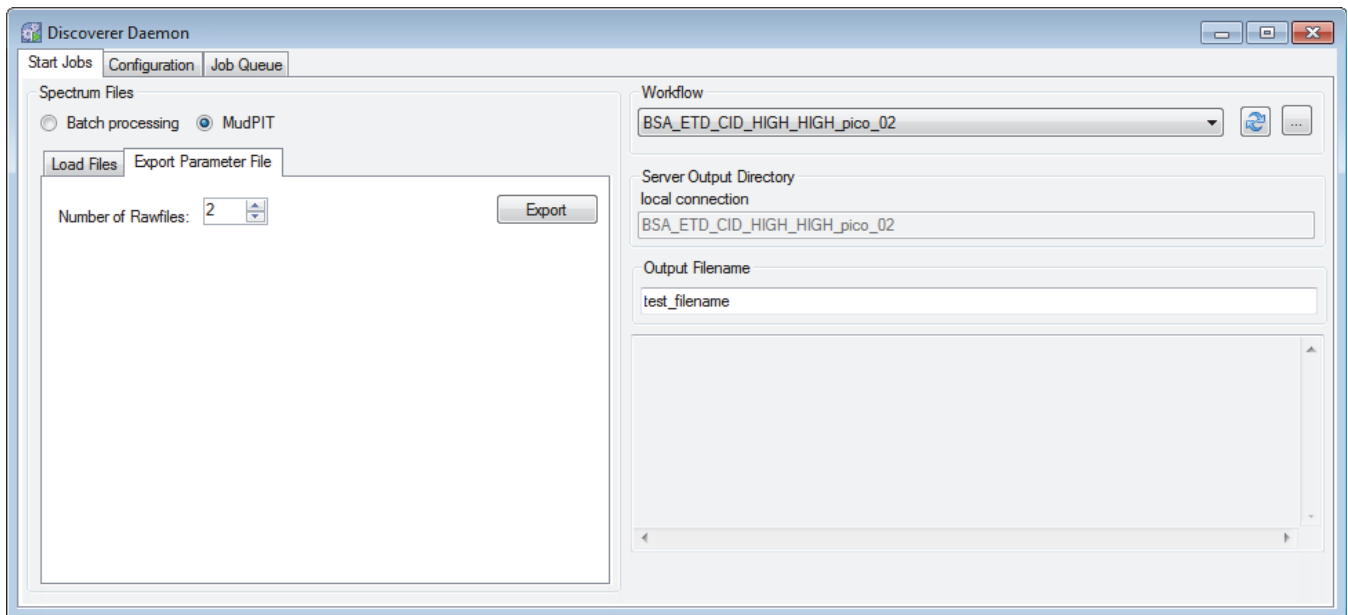 Discoverer Daemon
Start Jobs
Configuration
Job Queue
Spectrum Files
Batch processing
MudPIT
Load Files
Export Parameter File
Number of Rawfiles:
2
Export
Workflow
BSA_ETD_CID_HIGH_HIGH_pico_02
...
Server Output Directory
local connection
BSA_ETD_CID_HIGH_HIGH_pico_02
Output Filename
test_filename